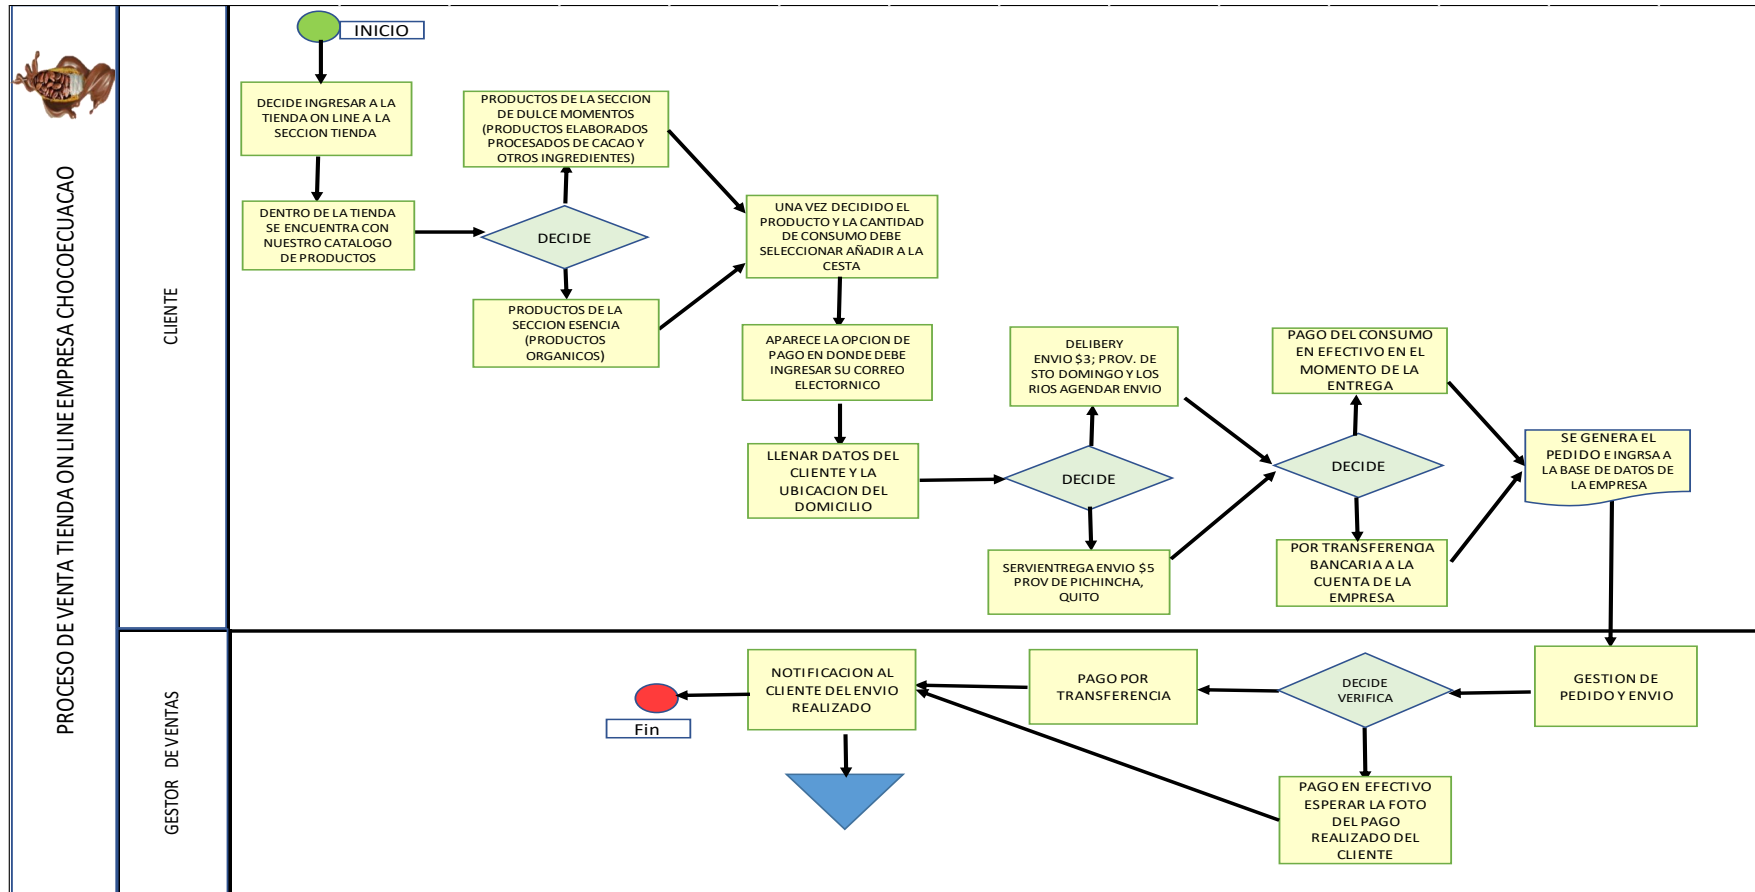 PROCESO DE VENTA TIENDA ON LINE EMPRESA CHOCOECUACAO
CLIENTE
INICIO
DECIDE INGRESAR A LA
TIENDA ON LINE A LA
SECCION TIENDA
DENTRO DE LA TIENDA
SE ENCUENTRA CON
NUESTRO CATALOGO
DE PRODUCTOS
DECIDE
PRODUCTOS DE LA SECCION
DE DULCE MOMENTOS
(PRODUCTOS ELABORADOS
PROCESADOS DE CACAO Y
OTROS INGREDIENTES)
PRODUCTOS DE LA
SECCION ESENCIA
(PRODUCTOS
ORGANICOS)
UNA VEZ DECIDIDO EL
PRODUCTO Y LA CANTIDAD
DE CONSUMO DEBE
SELECCIONAR AÑADIR A LA
CESTA
APARECE LA OPCION DE
PAGO EN DONDE DEBE
INGRESAR SU CORREO
ELECTORNICO
LLENAR DATOS DEL
CLIENTE Y LA
UBICACION DEL
DOMICILIO
DECIDE
DELIBERY
ENVIO $3; PROV. DE
STO DOMINGO Y LOS
RIOS AGENDAR ENVIO
SERVIENTREGA ENVIO $5
PROV DE PICHINCHA,
QUITO
DECIDE
PAGO DEL CONSUMO
EN EFECTIVO EN EL
MOMENTO DE LA
ENTREGA
POR TRANSFERENCIA
BANCARIA A LA
CUENTA DE LA
EMPRESA
SE GENERA EL
PEDIDO E INGRSA A
LA BASE DE DATOS DE
LA EMPRESA
GESTOR DE VENTAS
GESTION DE
PEDIDO Y ENVIO
DECIDE
VERIFICA
PAGO POR
TRANSFERENCIA
PAGO EN EFECTIVO
ESPERAR LA FOTO
DEL PAGO
REALIZADO DEL
CLIENTE
NOTIFICACION AL
CLIENTE DEL ENVIO
REALIZADO
Fin